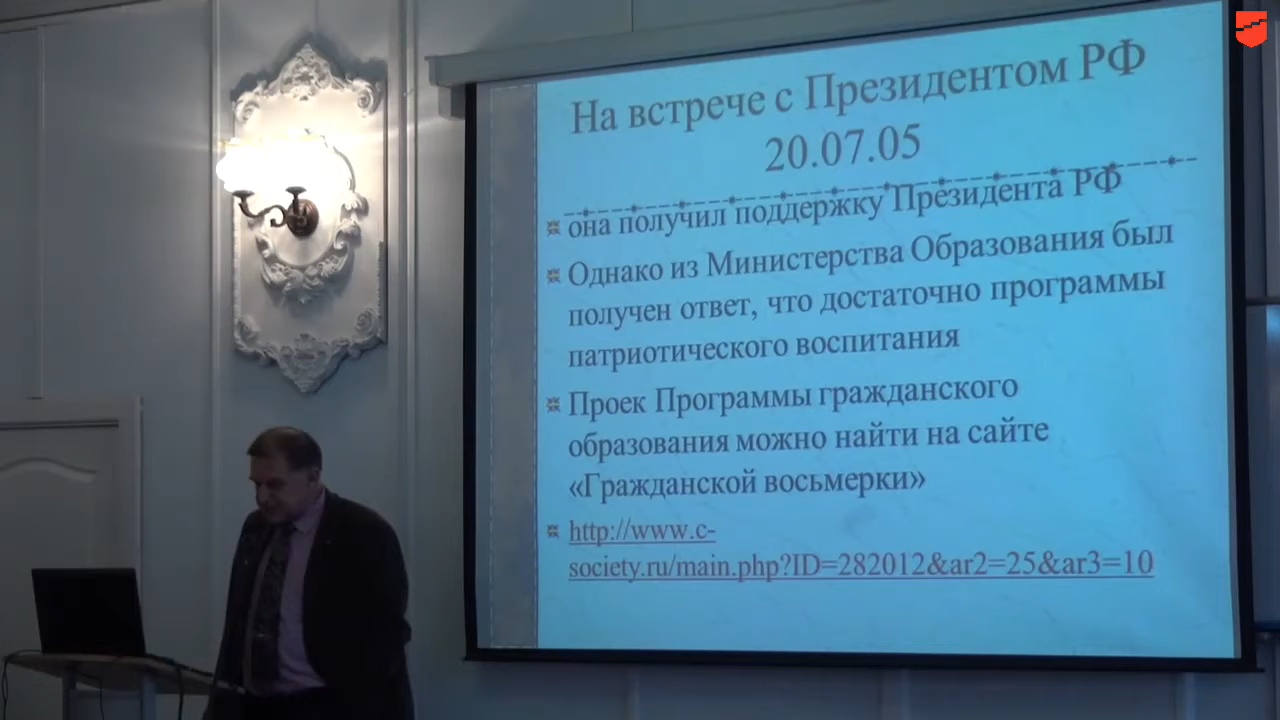 На встрече с Президентом РФ
20.07.05
она получил поддержку Президента РФ
Однако из Министерства Образования был
получен ответ, что достаточно программы
патриотического воспитания
Проек Программы гражданского
образования можно найти на сайте
«Гражданской восьмерки»
http://www.c-
society.ru/main.php?ID=282012&ar2=25&ar3=10